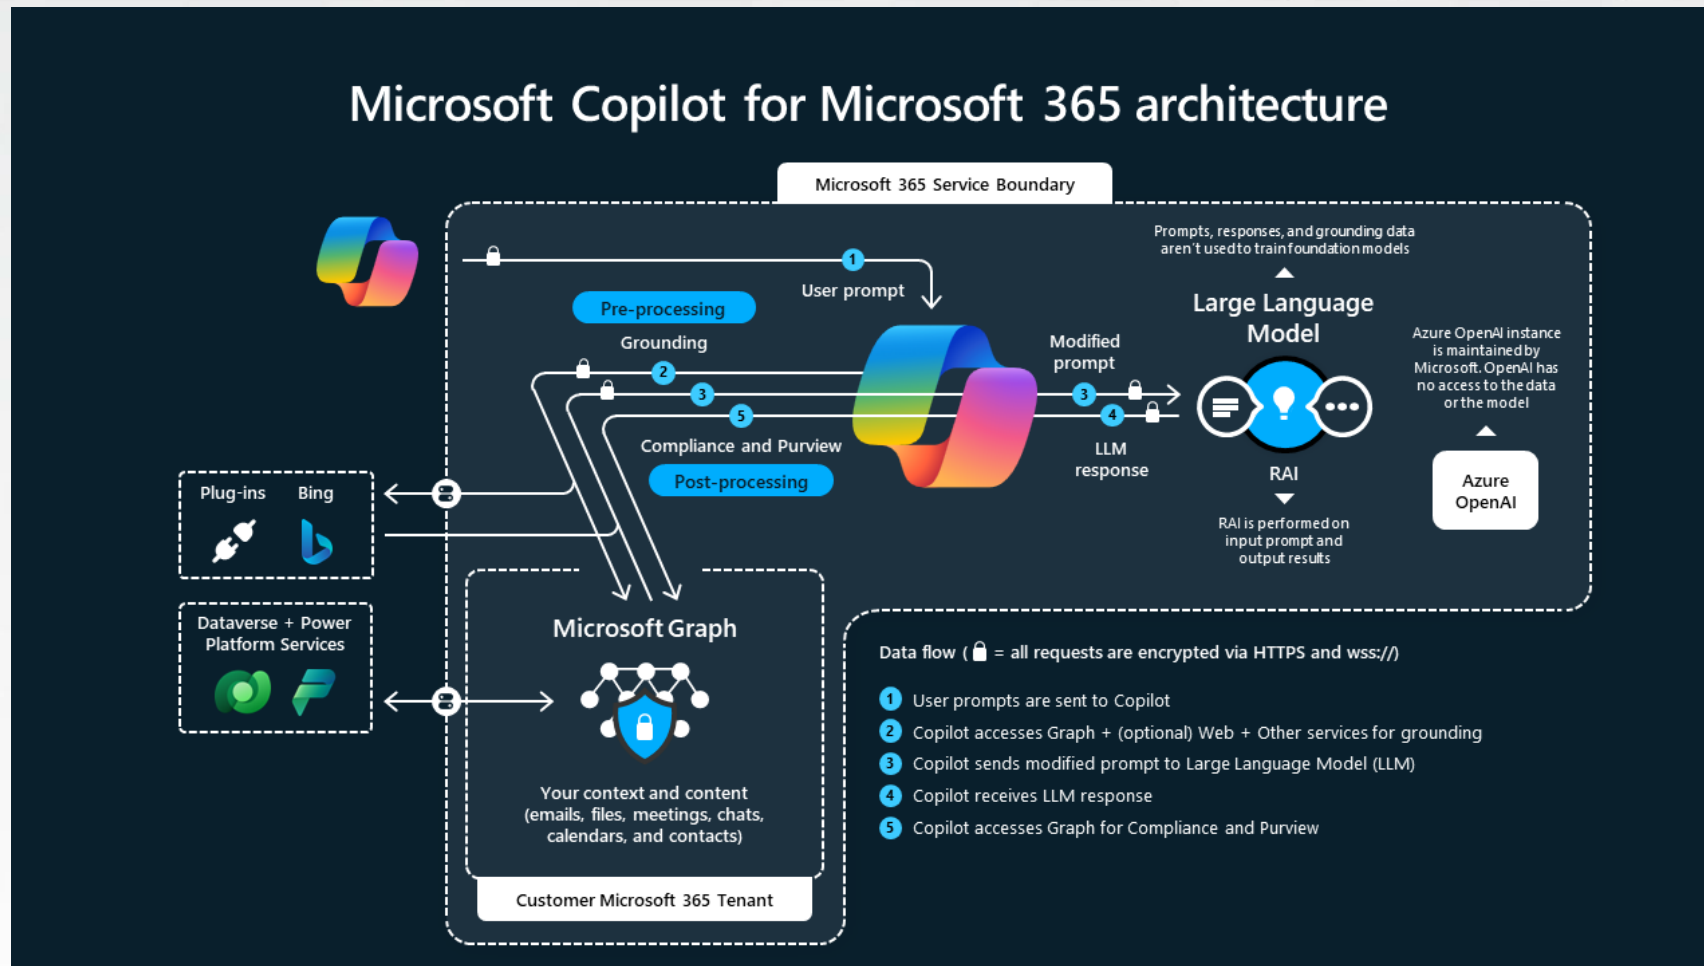 Microsoft Copilot for Microsoft 365 architecture
Microsoft 365 Service Boundary
Prompts, responses, and grounding data
aren't used to train foundation models
1
User prompt
Pre-processing
Grounding
2
3
5
Compliance and Purview
Post-processing
Modified
prompt
3
4
LLM
response
Large Language
Model
RAI
RAI is performed on
input prompt and
output results
Azure OpenAI instance
is maintained by
Microsoft. OpenAI has
no access to the data
or the model
Azure
OpenAI
Plug-ins
Bing
Dataverse + Power
Platform Services
Microsoft Graph
Your context and content
(emails, files, meetings, chats,
calendars, and contacts)
Customer Microsoft 365 Tenant
Data flow ( = all requests are encrypted via HTTPS and wss://)
1 User prompts are sent to Copilot
2 Copilot accesses Graph + (optional) Web + Other services for grounding
3 Copilot sends modified prompt to Large Language Model (LLM)
4 Copilot receives LLM response
5 Copilot accesses Graph for Compliance and Purview